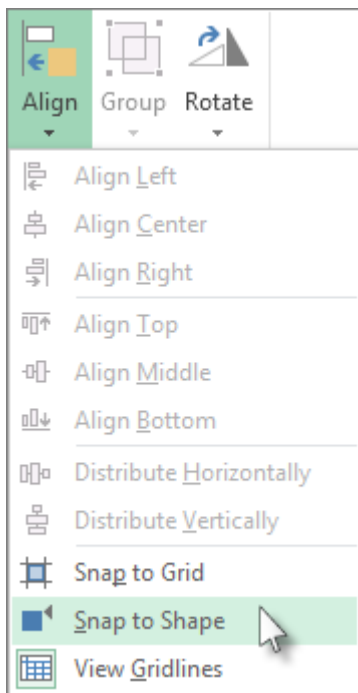 Align Group Rotate
Align Left
Align Center
Align Right
Align Top
Align Middle
Align Bottom
Distribute Horizontally
Distribute Vertically
Snap to Grid
Snap to Shape
View Gridlines